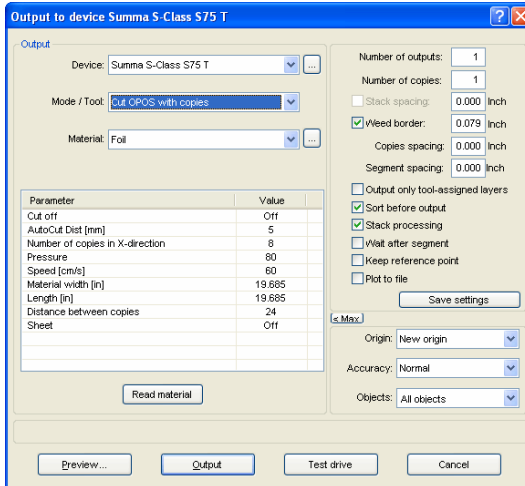 Output to device Summa S-Class S75 T
Output
Device: Summa S-Class S75 T ...
Mode / Tool: Cut OPOS with copies
Material: Foil ...
Parameter Value
Cut off Off
AutoCut Dist [mm] 5
Number of copies in X-direction 8
Pressure 80
Speed [cm/s] 60
Material width [in] 19.685
Length [in] 19.685
Distance between copies 24
Sheet Off
Read material
Number of outputs: 1
Number of copies: 1
Stack spacing: 0.000 Inch
Weed border: 0.079 Inch
Copies spacing: 0.000 Inch
Segment spacing: 0.000 Inch
Output only tool-assigned layers
Sort before output
Stack processing
Wait after segment
Keep reference point
Plot to file
Save settings
< Max
Origin: New origin
Accuracy: Normal
Objects: All objects
Preview...
Output
Test drive
Cancel